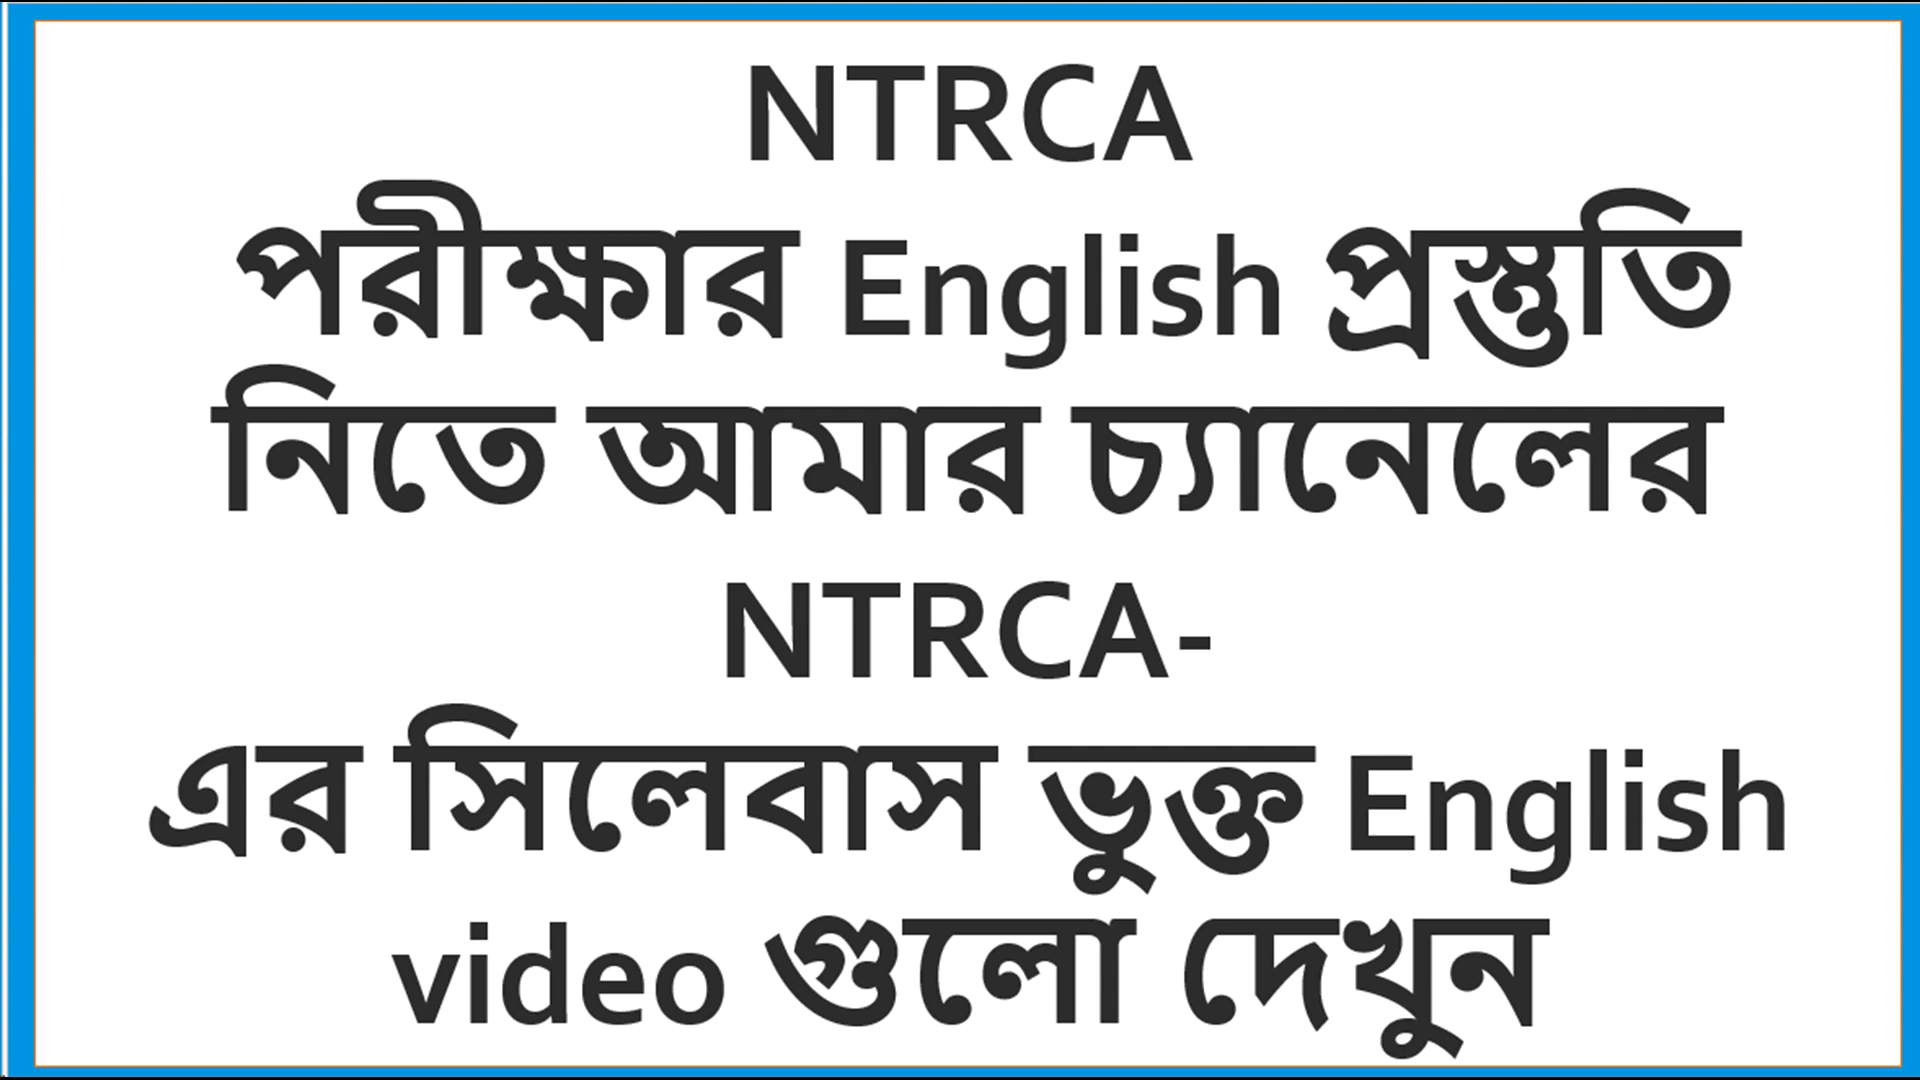 NTRCA
পরীক্ষার English প্রস্তুতি
নিতে আমার চ্যানেলের
NTRCA-
এর সিলেবাস ভুক্ত English
video গুলো দেখুন